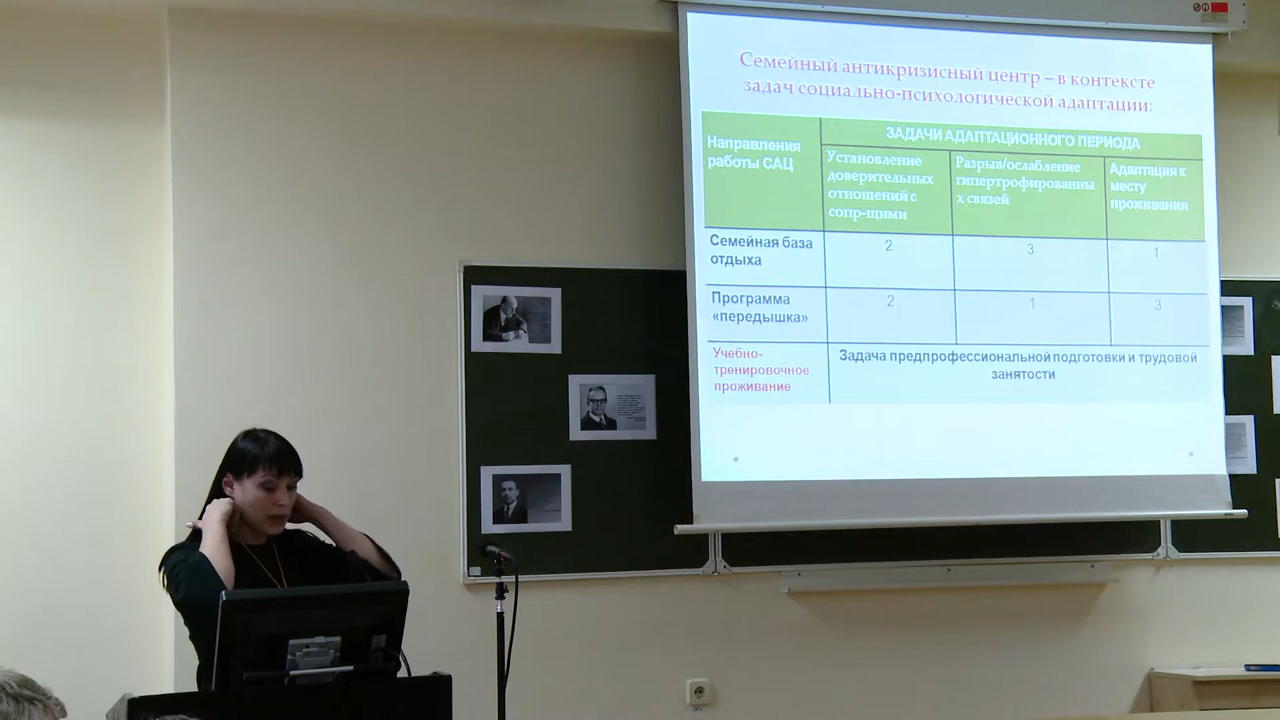 Семейный антикризисный центр – в контексте
задач социально-психологической адаптации:
Направления
работы САЦ
ЗАДАЧИ АДАПТАЦИОННОГО ПЕРИОДА
Установление
доверительных
отношений с
сопр-щими
Разрыв/ослабление
гипертрофированны
х связей
Адаптация к
месту
проживания
Семейная база
отдыха
2
3
1
Программа
«передышка»
2
1
3
Учебно-
тренировочное
проживание
Задача предпрофессиональной подготовки и трудовой
занятости